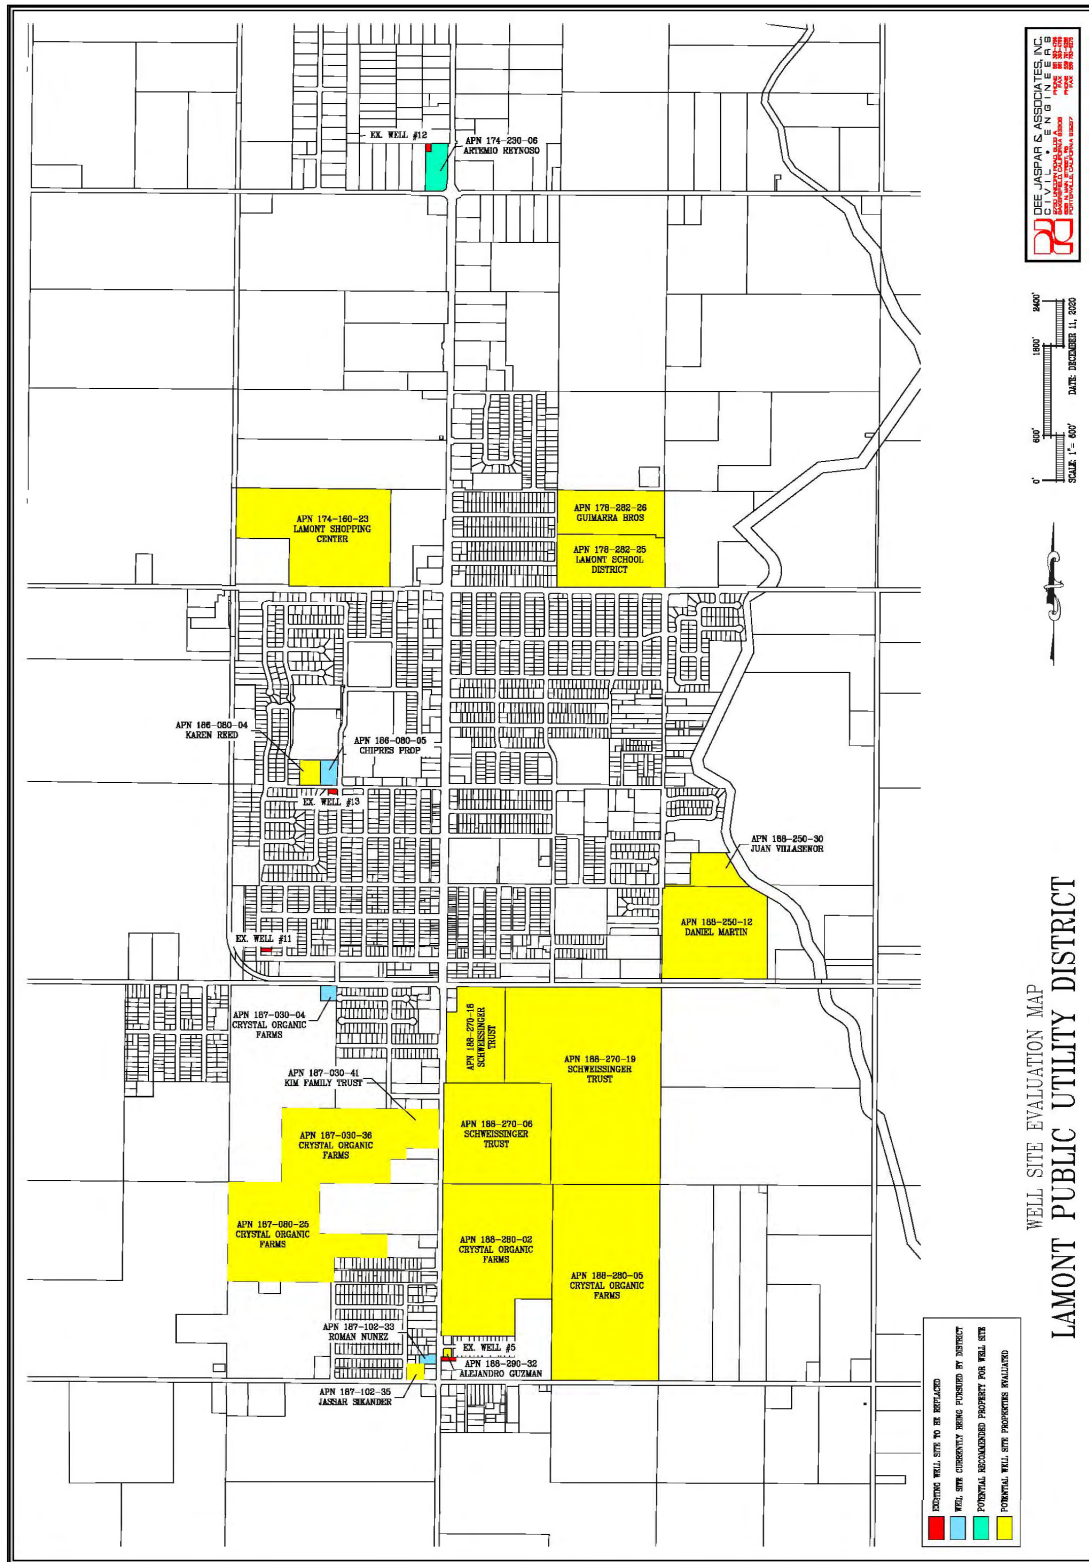 EX. WELL #12
APN 174-230-06
ARTEMIO REYNOSO
APN 174-160-23
LAMONT SHOPPING
CENTER
APN 178-282-26
GUIMARRA BROS
APN 178-282-25
LAMONT SCHOOL
DISTRICT
APN 186-080-04
KAREN REED
APN 186-080-05
CHIPRES PROP
EX. WELL #13
APN 188-250-30
JUAN VILLASENOR
APN 188-250-12
DANIEL MARTIN
EX. WELL #11
APN 187-030-04
CRYSTAL ORGANIC
FARMS
APN 188-270-18
SCHWEISSINGER
TRUST
APN 188-270-19
SCHWEISSINGER
TRUST
APN 187-030-41
KIM FAMILY TRUST
APN 187-030-36
CRYSTAL ORGANIC
FARMS
APN 188-270-06
SCHWEISSINGER
TRUST
APN 187-080-25
CRYSTAL ORGANIC
FARMS
APN 188-280-02
CRYSTAL ORGANIC
FARMS
APN 188-280-05
CRYSTAL ORGANIC
FARMS
APN 187-102-33
ROMAN NUNEZ
EX. WELL #5
APN 188-290-32
ALEJANDRO GUZMAN
APN 187-102-35
JASSAR SIKANDER
DEE JASPAR & ASSOCIATES, INC.
CIVIL ENGINEERS
0' 600' 1800' 2400'
SCALE: 1" = 600' DATE: DECEMBER 11, 2020
WELL SITE EVALUATION MAP
LAMONT PUBLIC UTILITY DISTRICT
EXISTING WELL SITE TO BE REPLACED
WELL SITE CURRENTLY BEING PURSUED BY DISTRICT
POTENTIAL RECOMMENDED PROPERTY FOR WELL SITE
POTENTIAL WELL SITE PROPERTIES EVALUATED